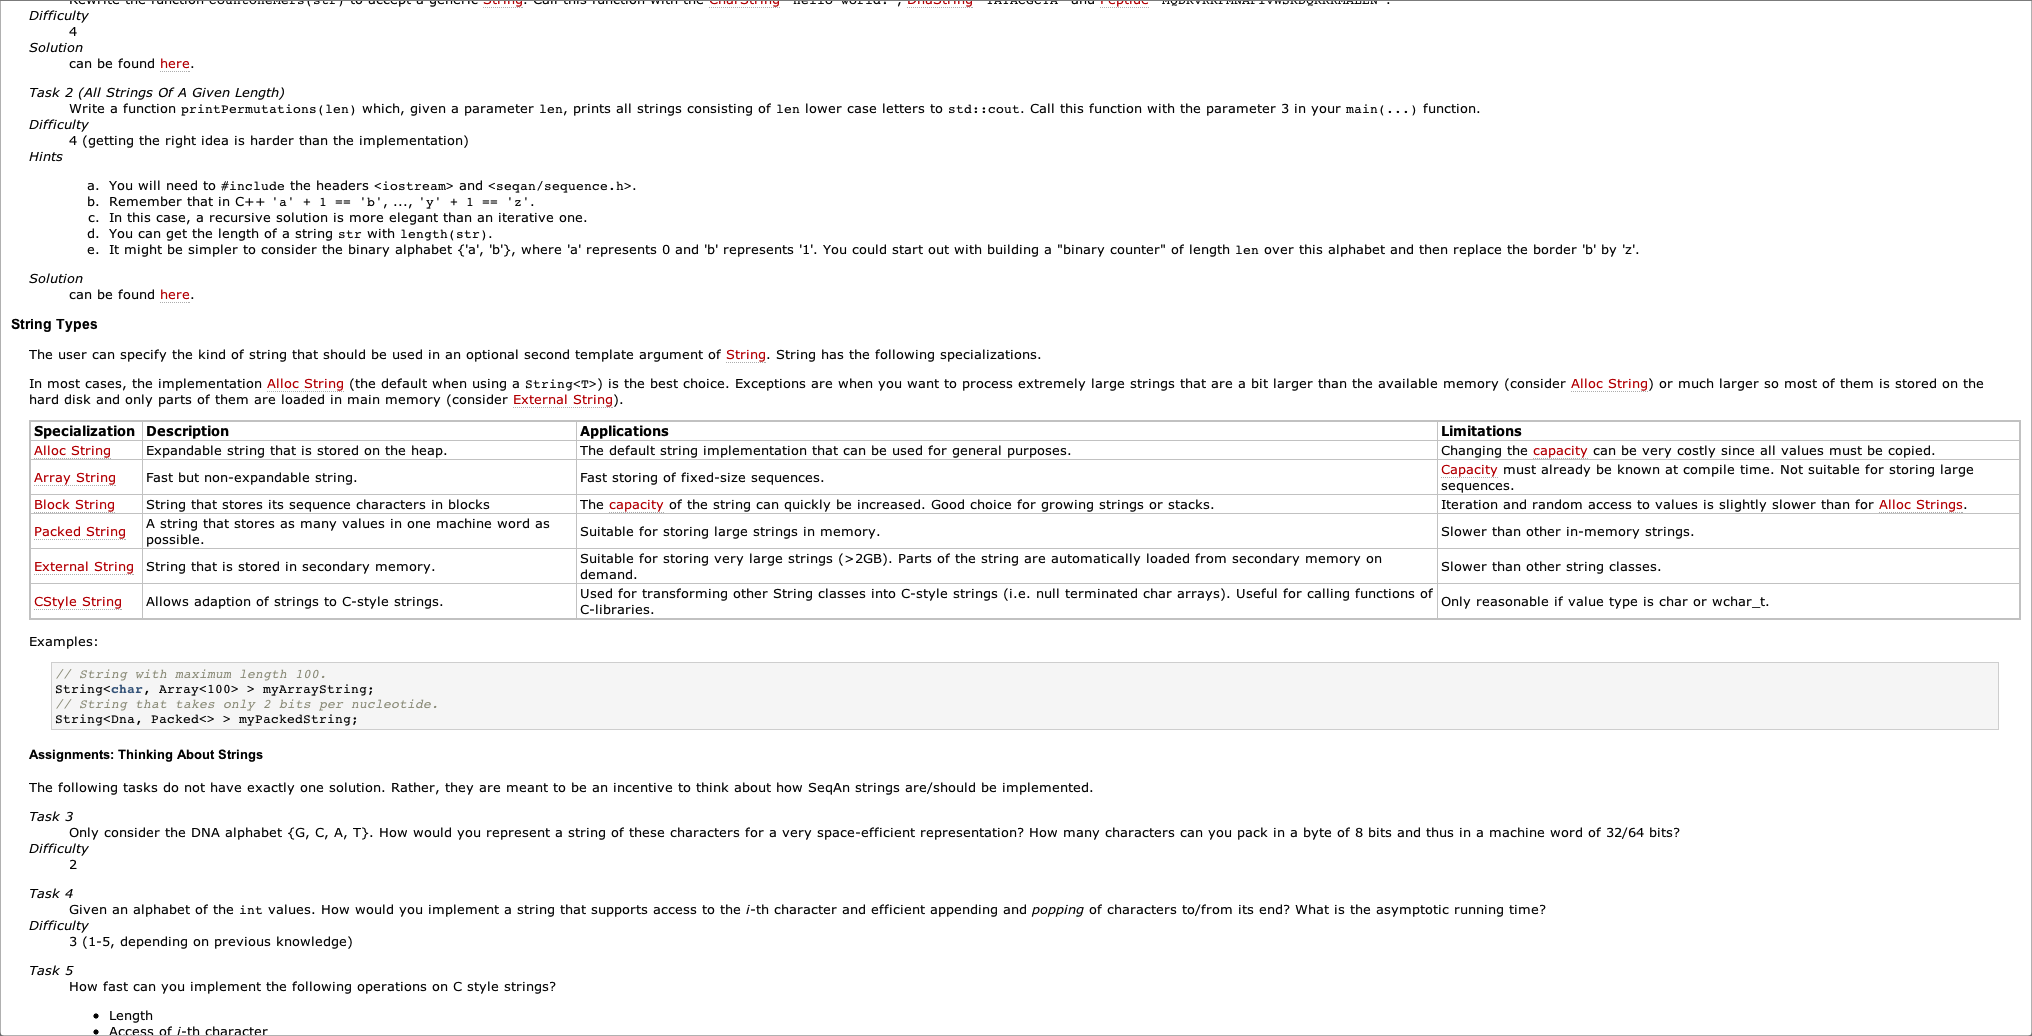 Rewrite the function countOneMers(str) to accept a generic String. Call this function with the CharString "hello world!", DnaString "TATACGCTA" and Peptide
Difficulty
4
Solution
can be found here.
Task 2 (All Strings Of A Given Length)
Write a function printPermutations(len) which, given a parameter len, prints all strings consisting of len lower case letters to std::cout. Call this function with the parameter 3 in your main(...) function.
Difficulty
4 (getting the right idea is harder than the implementation)
Hints
a. You will need to #include the headers <iostream> and <seqan/sequence.h>.
b. Remember that in C++ 'a' + 1 == 'b', ..., 'y' + 1 == 'z'.
c. In this case, a recursive solution is more elegant than an iterative one.
d. You can get the length of a string str with length(str).
e. It might be simpler to consider the binary alphabet {'a', 'b'}, where 'a' represents 0 and 'b' represents '1'. You could start out with building a "binary counter" of length len over this alphabet and then replace the border 'b' by 'z'.
Solution
can be found here.
String Types
The user can specify the kind of string that should be used in an optional second template argument of String. String has the following specializations.
In most cases, the implementation Alloc String (the default when using a String<T>) is the best choice. Exceptions are when you want to process extremely large strings that are a bit larger than the available memory (consider Alloc String) or much larger so most of them is stored on the
hard disk and only parts of them are loaded in main memory (consider External String).
Specialization Description Applications Limitations
Alloc String Expandable string that is stored on the heap. The default string implementation that can be used for general purposes. Changing the capacity can be very costly since all values must be copied.
Array String Fast but non-expandable string. Fast storing of fixed-size sequences. Capacity must already be known at compile time. Not suitable for storing large
sequences.
Block String String that stores its sequence characters in blocks The capacity of the string can quickly be increased. Good choice for growing strings or stacks. Iteration and random access to values is slightly slower than for Alloc Strings.
Packed String A string that stores as many values in one machine word as
possible. Suitable for storing large strings in memory. Slower than other in-memory strings.
External String String that is stored in secondary memory. Suitable for storing very large strings (>2GB). Parts of the string are automatically loaded from secondary memory on
demand. Slower than other string classes.
CStyle String Allows adaption of strings to C-style strings. Used for transforming other String classes into C-style strings (i.e. null terminated char arrays). Useful for calling functions of
C-libraries. Only reasonable if value type is char or wchar_t.
Examples:
// String with maximum length 100.
String<char, Array<100> > myArrayString;
// String that takes only 2 bits per nucleotide.
String<Dna, Packed<> > myPackedString;
Assignments: Thinking About Strings
The following tasks do not have exactly one solution. Rather, they are meant to be an incentive to think about how SeqAn strings are/should be implemented.
Task 3
Only consider the DNA alphabet {G, C, A, T}. How would you represent a string of these characters for a very space-efficient representation? How many characters can you pack in a byte of 8 bits and thus in a machine word of 32/64 bits?
Difficulty
2
Task 4
Given an alphabet of the int values. How would you implement a string that supports access to the i-th character and efficient appending and popping of characters to/from its end? What is the asymptotic running time?
Difficulty
3 (1-5, depending on previous knowledge)
Task 5
How fast can you implement the following operations on C style strings?
• Length
• Access of i-th character